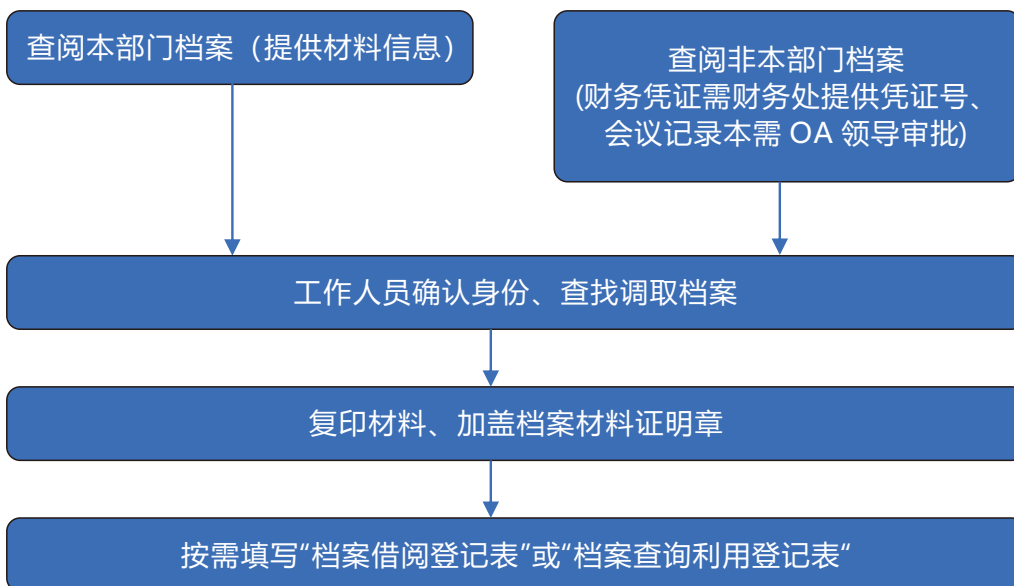 查阅本部门档案（提供材料信息）
查阅非本部门档案
(财务凭证需财务处提供凭证号、
会议记录本需 OA 领导审批)
工作人员确认身份、查找调取档案
复印材料、加盖档案材料证明章
按需填写“档案借阅登记表”或“档案查询利用登记表“